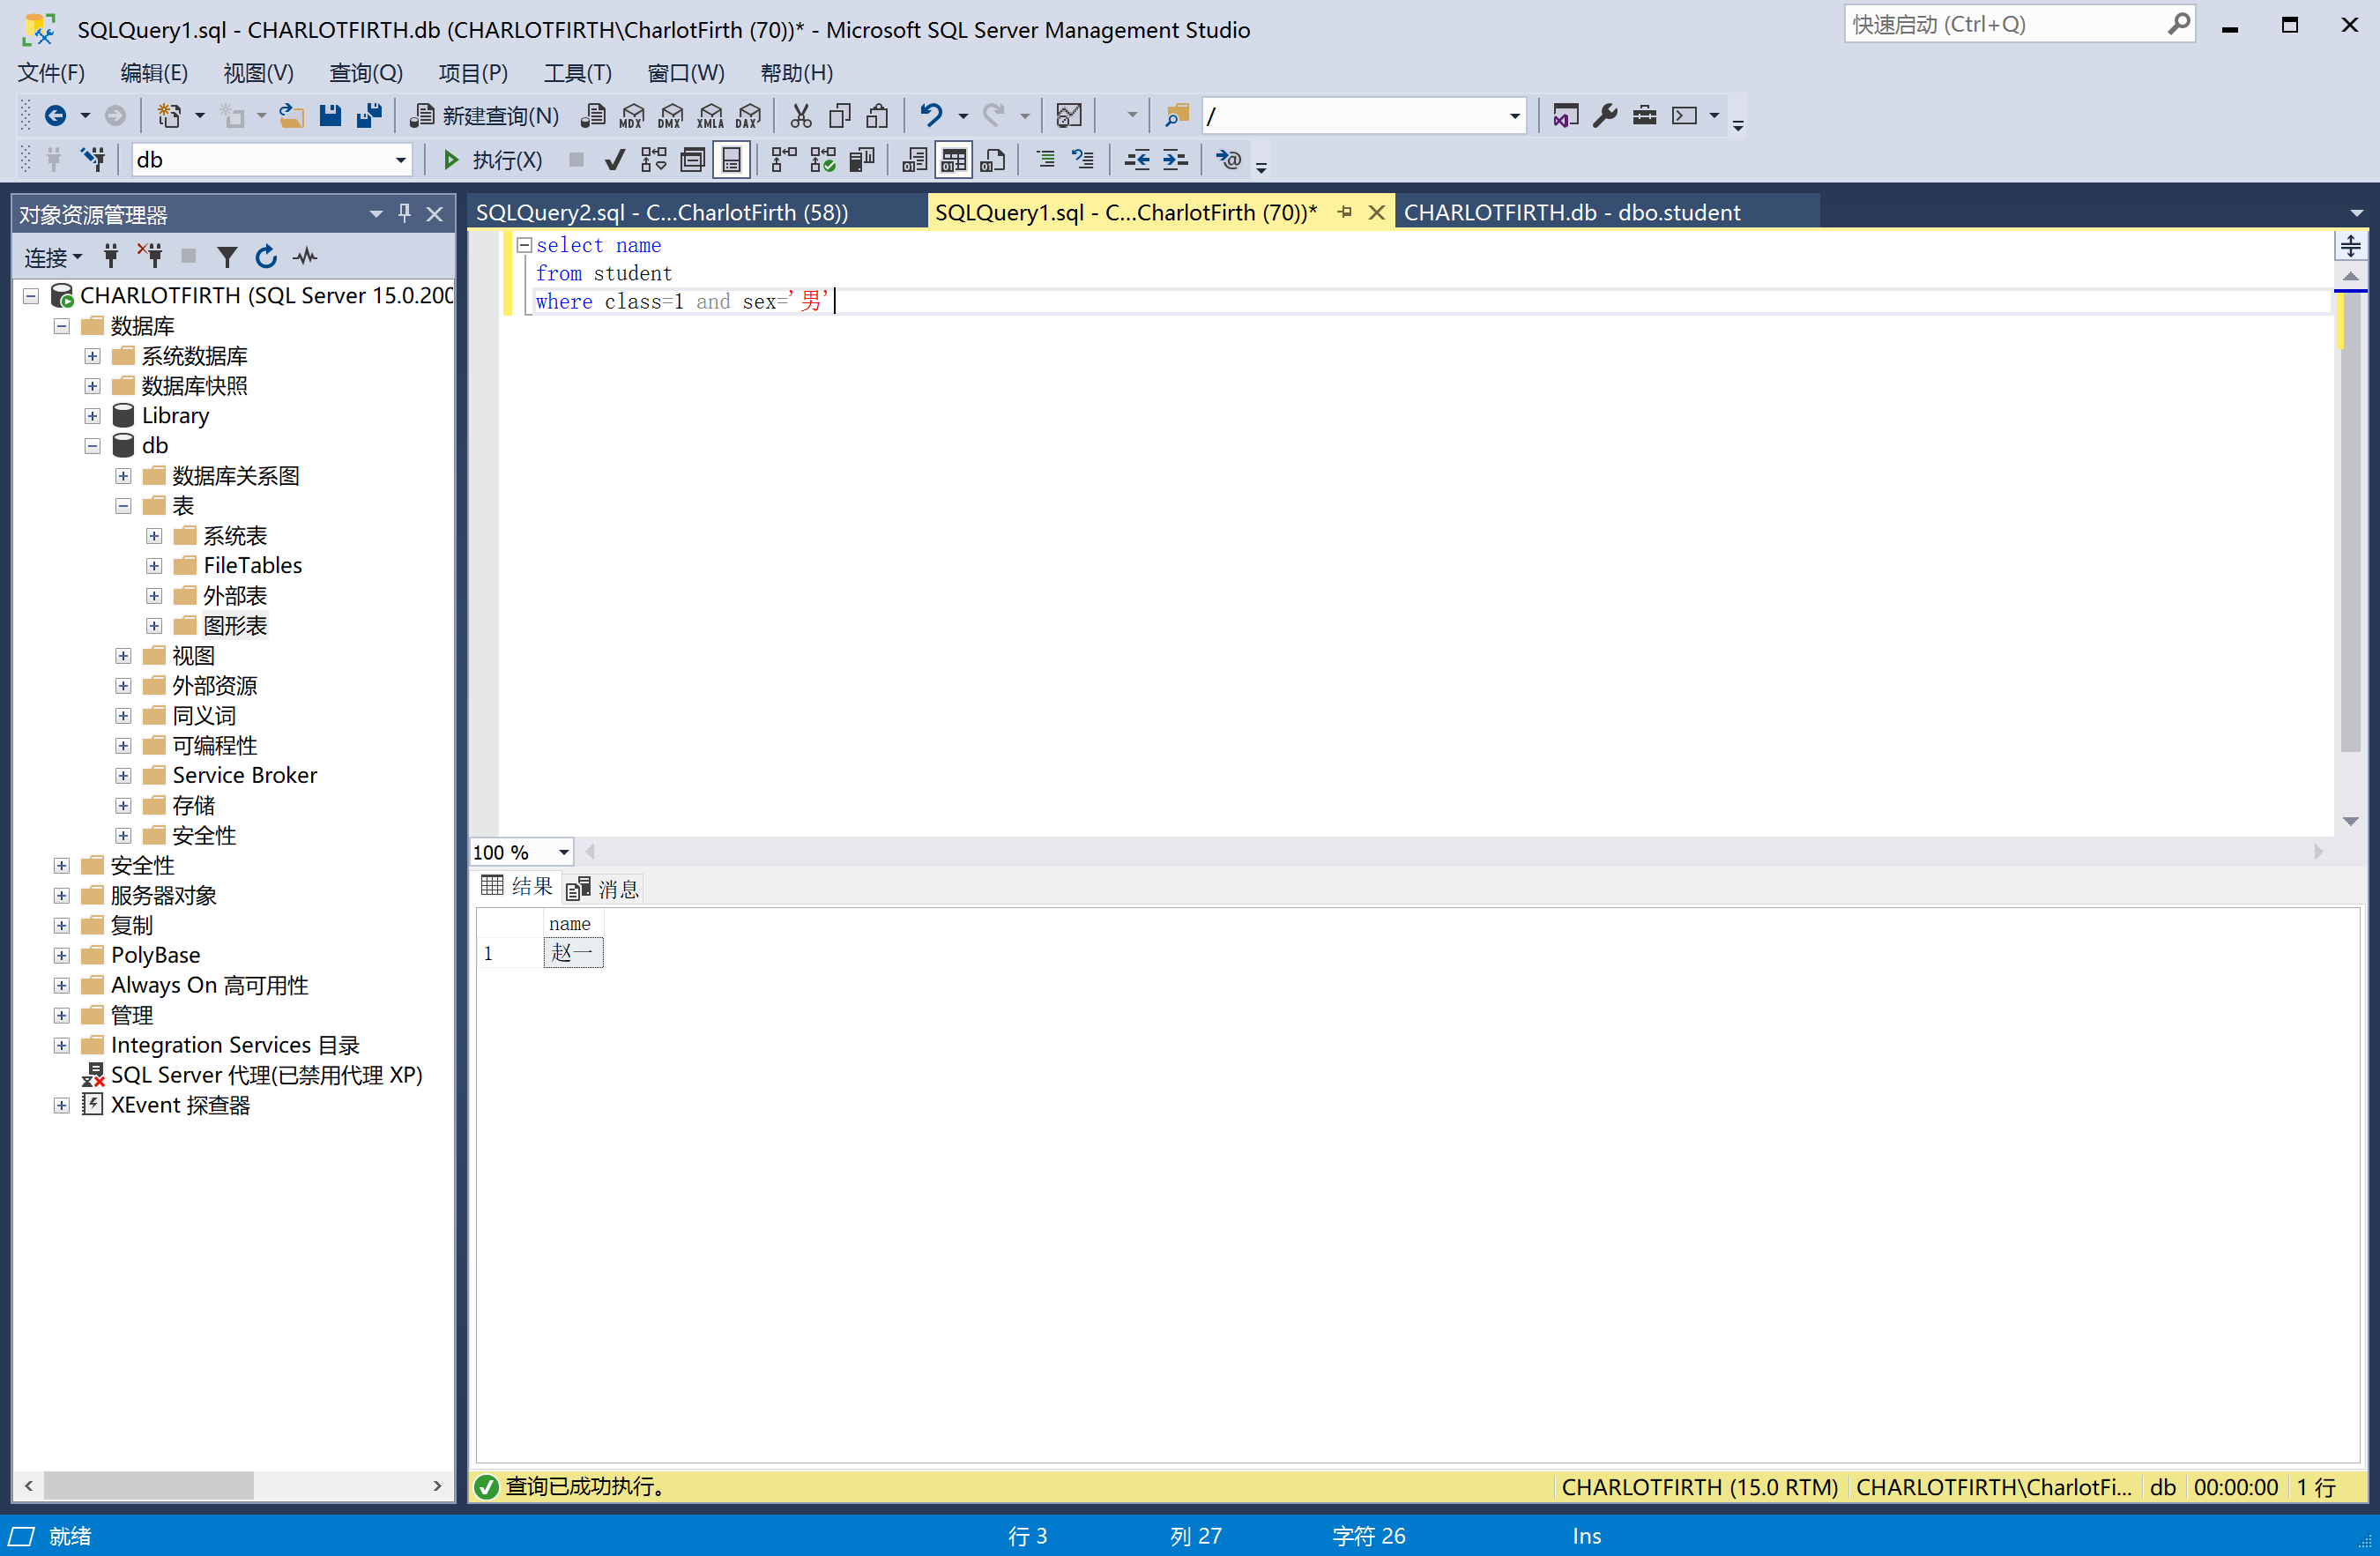 SQLQuery1.sql - CHARLOTFIRTH.db (CHARLOTFIRTH\CharlotFirth (70))* - Microsoft SQL Server Management Studio
快速启动 (Ctrl+Q)
文件(F) 编辑(E) 视图(V) 查询(Q) 项目(P) 工具(T) 窗口(W) 帮助(H)
新建查询(N) MDX DMX XMLA DAX /
db 执行(X)
对象资源管理器
连接
CHARLOTFIRTH (SQL Server 15.0.200
数据库
系统数据库
数据库快照
Library
db
数据库关系图
表
系统表
FileTables
外部表
图形表
视图
外部资源
同义词
可编程性
Service Broker
存储
安全性
安全性
服务器对象
复制
PolyBase
Always On 高可用性
管理
Integration Services 目录
SQL Server 代理(已禁用代理 XP)
XEvent 探查器
SQLQuery2.sql - C...CharlotFirth (58))
SQLQuery1.sql - C...CharlotFirth (70))*
CHARLOTFIRTH.db - dbo.student
select name
from student
where class=1 and sex='男'
100 %
结果 消息
name
1 赵一
查询已成功执行。
CHARLOTFIRTH (15.0 RTM) CHARLOTFIRTH\CharlotFi... db 00:00:00 1 行
就绪 行 3 列 27 字符 26 Ins